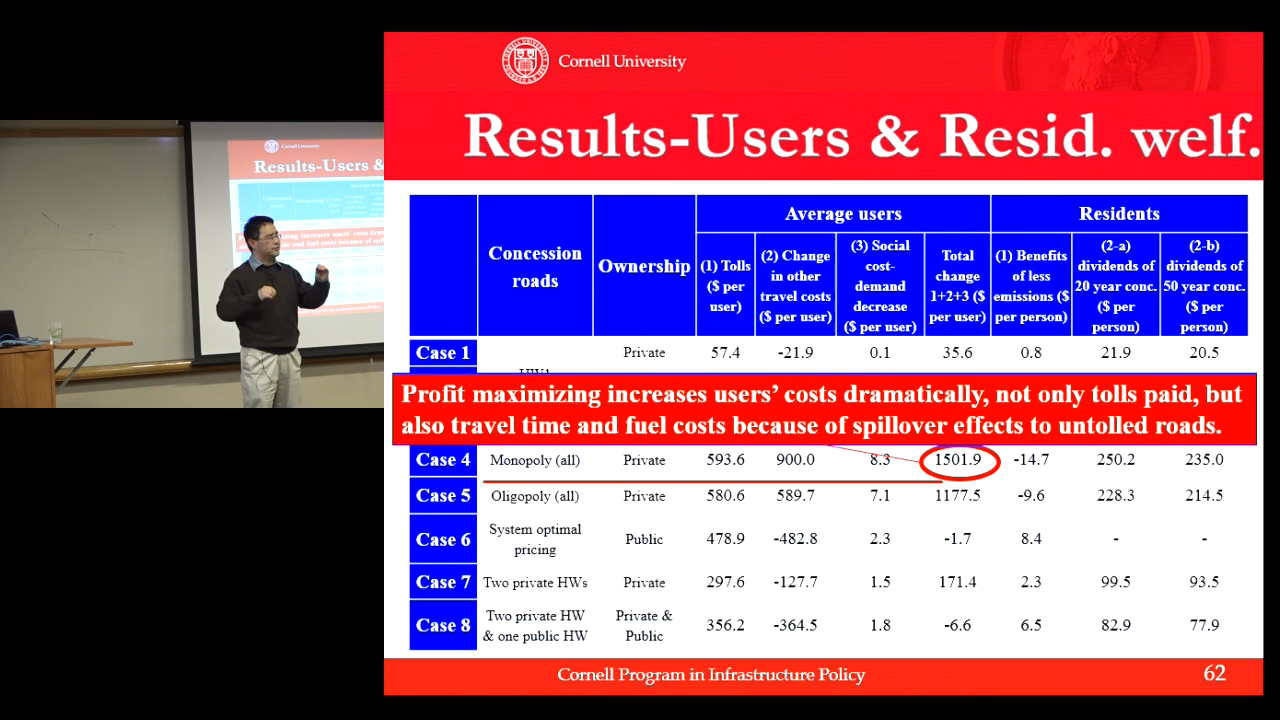 Cornell University
Results-Users & Resid. welf.
Concession roads
Ownership
Average users
Residents
(1) Tolls ($ per user)
(2) Change in other travel costs ($ per user)
(3) Social cost-demand decrease ($ per user)
Total change 1+2+3 ($ per user)
(1) Benefits of less emissions ($ per person)
(2-a) dividends of 20 year conc. ($ per person)
(2-b) dividends of 50 year conc. ($ per person)
Case 1 Private 57.4 -21.9 0.1 35.6 0.8 21.9 20.5
Profit maximizing increases users’ costs dramatically, not only tolls paid, but
also travel time and fuel costs because of spillover effects to untolled roads.
Case 4 Monopoly (all) Private 593.6 900.0 8.3 1501.9 -14.7 250.2 235.0
Case 5 Oligopoly (all) Private 580.6 589.7 7.1 1177.5 -9.6 228.3 214.5
Case 6 System optimal pricing Public 478.9 -482.8 2.3 -1.7 8.4 - -
Case 7 Two private HWs Private 297.6 -127.7 1.5 171.4 2.3 99.5 93.5
Case 8 Two private HW & one public HW Private & Public 356.2 -364.5 1.8 -6.6 6.5 82.9 77.9
Cornell Program in Infrastructure Policy
62
Cornell University
Results-Users &